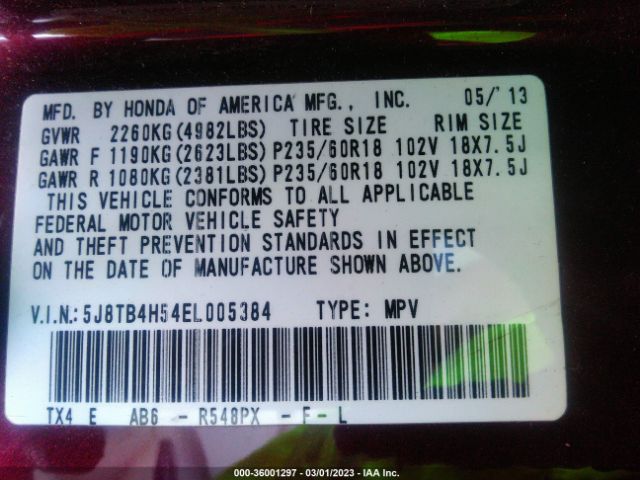 MFD. BY HONDA OF AMERICA MFG., INC. 05/'13
GVWR 2260KG(4982LBS) TIRE SIZE RIM SIZE
GAWR F 1190KG(2623LBS)P235/60R18 102V 18X7.5J
GAWR R 1080KG(2381LBS)P235/60R18 102V 18X7.5J
THIS VEHICLE CONFORMS TO ALL APPLICABLE
FEDERAL MOTOR VEHICLE SAFETY
AND THEFT PREVENTION STANDARDS IN EFFECT
ON THE DATE OF MANUFACTURE SHOWN ABOVE.
V.I.N.:5J8TB4H54EL005384 TYPE: MPV
TX4 E AB6 - R548PX - F - L
000-36001297 - 03/01/2023 - IAA Inc.